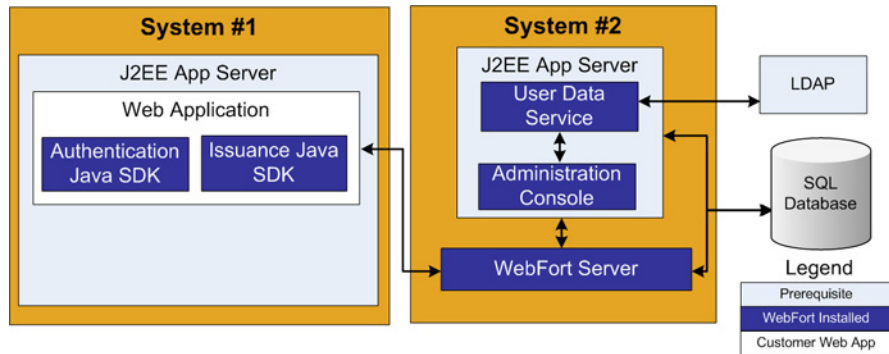 System #1
J2EE App Server
Web Application
Authentication
Java SDK
Issuance Java
SDK
System #2
J2EE App Server
User Data
Service
Administration
Console
WebFort Server
LDAP
SQL
Database
Legend
Prerequisite
WebFort Installed
Customer Web App